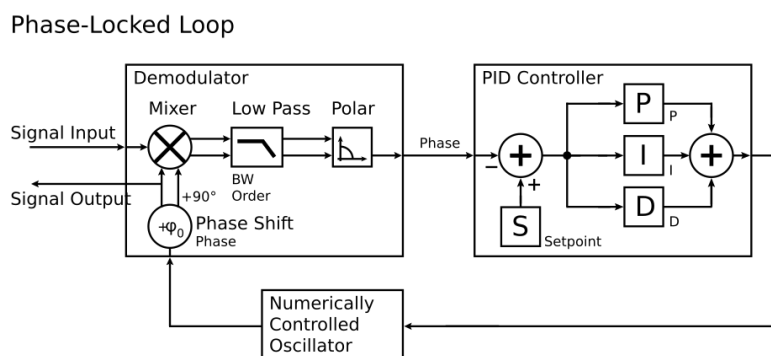 Phase-Locked Loop
Demodulator
PID Controller
Mixer
Low Pass
Polar
Signal Input
Signal Output
BW
Order
+90°
+φ0
Phase Shift
Phase
Phase
−
+
+
S
Setpoint
P
P
I
I
D
D
+
Numerically
Controlled
Oscillator